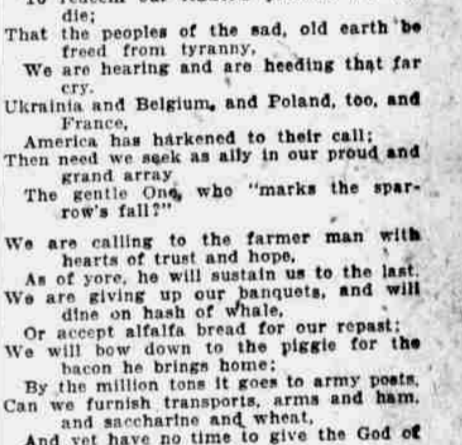 To redeem our
die;
That the peoples of the sad, old earth be
freed from tyranny,
We are hearing and are heeding that far
cry.
Ukrainia and Belgium, and Poland, too, and
France,
America has harkened to their call;
Then need we seek as ally in our proud and
grand array
The gentle One, who "marks the spar-
row's fall?"
We are calling to the farmer man with
hearts of trust and hope,
As of yore, he will sustain us to the last.
We are giving up our banquets, and will
dine on hash of whale,
Or accept alfalfa bread for our repast;
We will bow down to the piggie for the
bacon he brings home;
By the million tons it goes to army posts,
Can we furnish transports, arms and ham,
and saccharine and wheat,
And yet have no time to give the God of